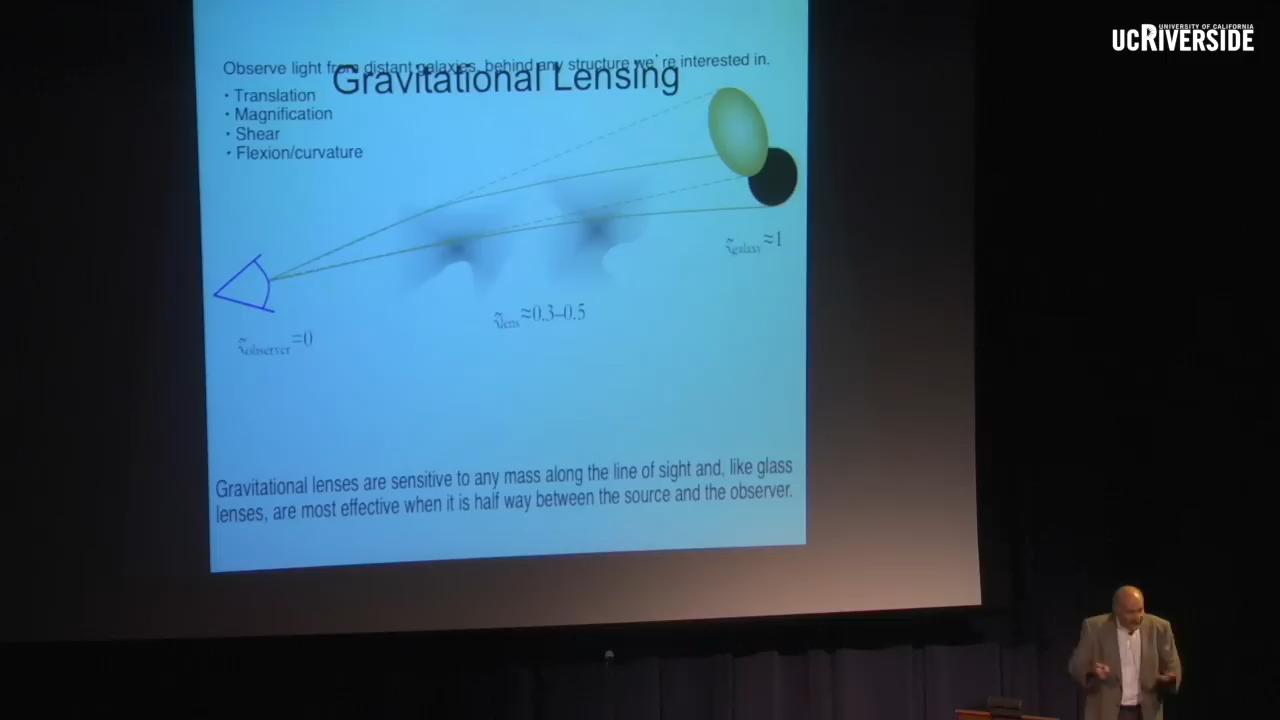 UNIVERSITY OF CALIFORNIA
UCRIVERSIDE
Observe light from distant galaxies, behind any structure we're interested in.
Gravitational Lensing
· Translation
· Magnification
· Shear
· Flexion/curvature
z̃galaxy≈1
z̃lens≈0.3–0.5
z̃observer=0
Gravitational lenses are sensitive to any mass along the line of sight and, like glass
lenses, are most effective when it is half way between the source and the observer.